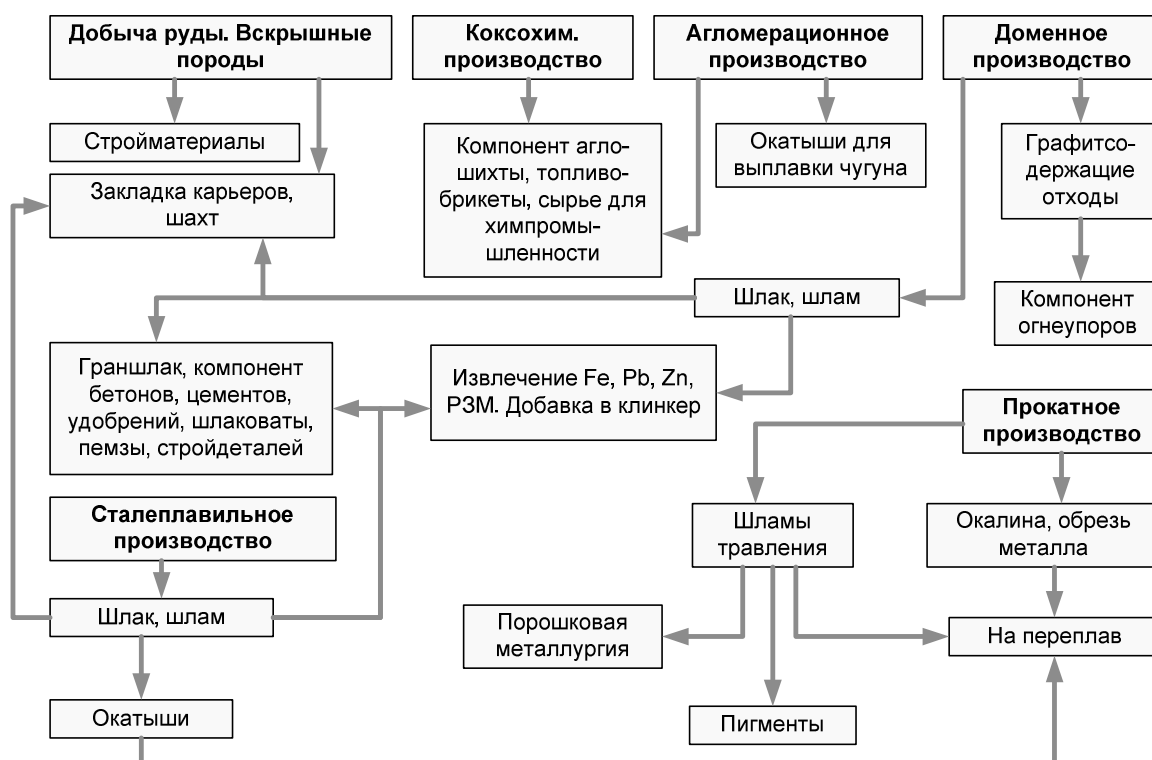 Добыча руды. Вскрышные
породы
Коксохим.
производство
Агломерационное
производство
Доменное
производство
Стройматериалы
Закладка карьеров,
шахт
Компонент агло-
шихты, топливо-
брикеты, сырье для
химпромы-
шленности
Окатыши для
выплавки чугуна
Графитсо-
держащие
отходы
Шлак, шлам
Компонент
огнеупоров
Граншлак, компонент
бетонов, цементов,
удобрений, шлаковаты,
пемзы, стройдеталей
Извлечение Fe, Pb, Zn,
РЗМ. Добавка в клинкер
Прокатное
производство
Сталеплавильное
производство
Шламы
травления
Окалина, обрезь
металла
Шлак, шлам
Порошковая
металлургия
На переплав
Окатыши
Пигменты